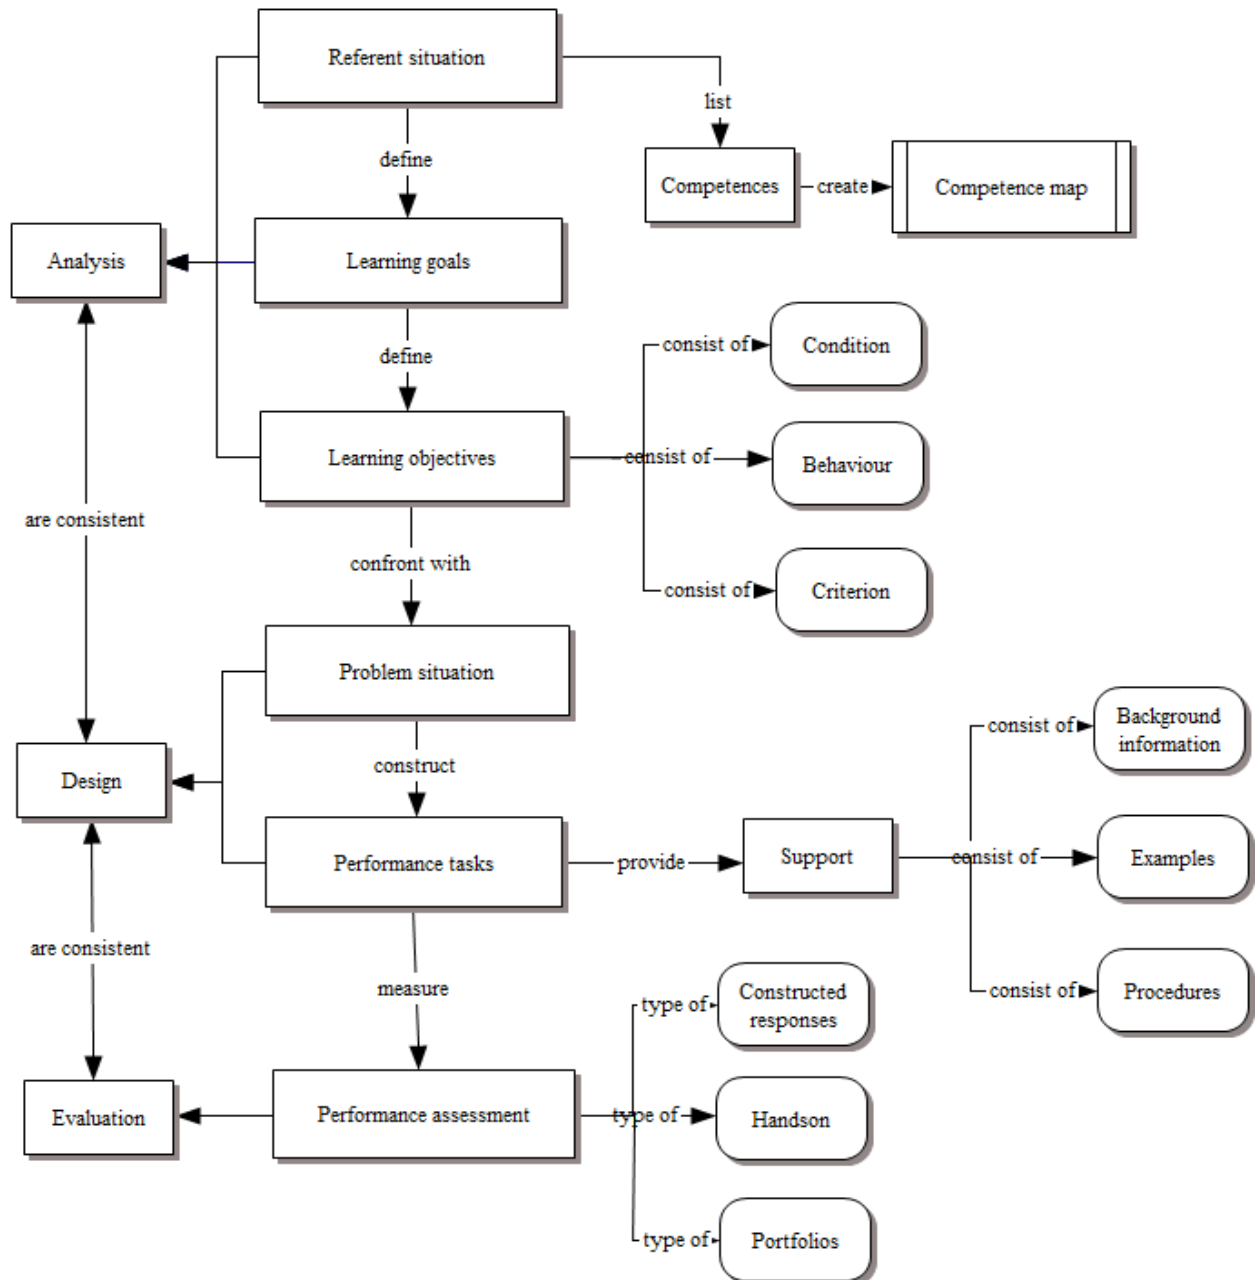 Referent situation
list
define
Competences
create
Competence map
Analysis
Learning goals
define
consist of
Condition
Learning objectives
consist of
Behaviour
are consistent
confront with
consist of
Criterion
Problem situation
consist of
Background
information
construct
Design
Performance tasks
provide
Support
consist of
Examples
are consistent
measure
consist of
Procedures
type of
Constructed
responses
Evaluation
Performance assessment
type of
Handson
type of
Portfolios